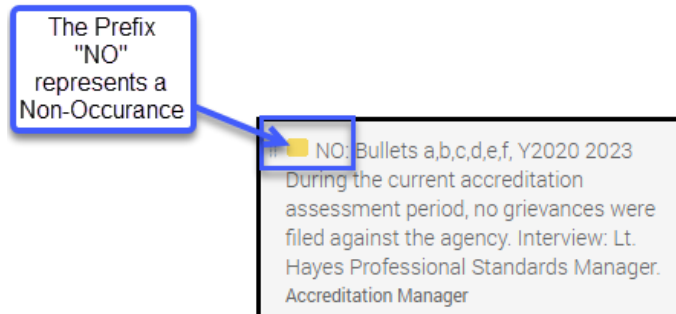 The Prefix
"NO"
represents a
Non-Occurance
NO: Bullets a,b,c,d,e,f, Y2020 2023
During the current accreditation
assessment period, no grievances were
filed against the agency. Interview: Lt.
Hayes Professional Standards Manager.
Accreditation Manager